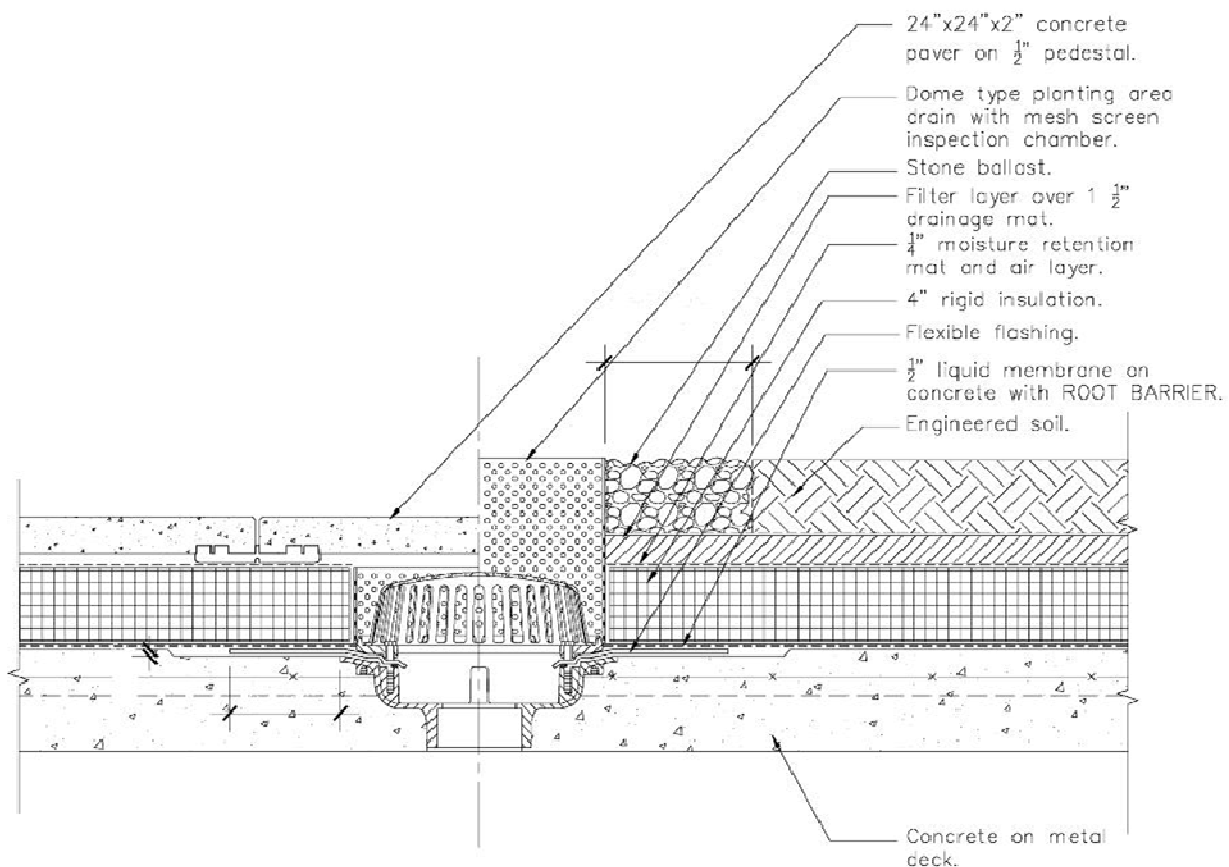 24"x24"x2" concrete
paver on ½" pedestal.
Dome type planting area
drain with mesh screen
inspection chamber.
Stone ballast.
Filter layer over 1 ½"
drainage mat.
¼" moisture retention
mat and air layer.
4" rigid insulation.
Flexible flashing.
½" liquid membrane on
concrete with ROOT BARRIER.
Engineered soil.
Concrete on metal
deck.